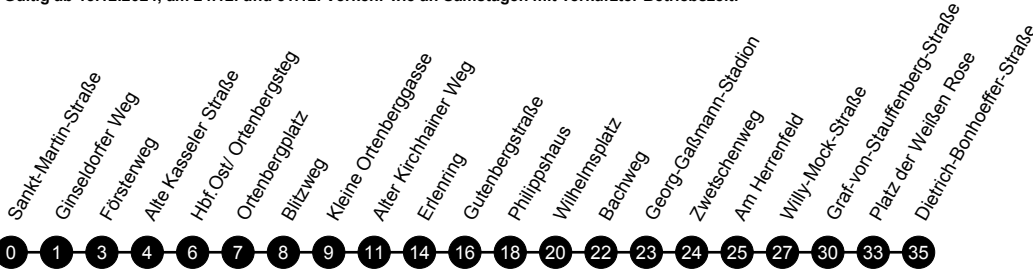 Gültig ab 15.12.2024, am 24.12. und 31.12. Verkehr wie an Samstagen mit verkürzter Betriebszeit.
Sankt-Martin-Straße
Ginseldorfer Weg
Försterweg
Alte Kasseler Straße
Hbf. Ost/ Ortenbergsteg
Ortenbergplatz
Blitzweg
Kleine Ortenberggasse
Alter Kirchhainer Weg
Erlenring
Gutenbergstraße
Philippshaus
Wilhelmsplatz
Bachweg
Georg-Gaßmann-Stadion
Zwetschenweg
Am Herrenfeld
Willy-Mock-Straße
Graf-von-Stauffenberg-Straße
Platz der Weißen Rose
Dietrich-Bonhoeffer-Straße
0 1 3 4 6 7 8 9 11 14 16 18 20 22 23 24 25 27 30 33 35